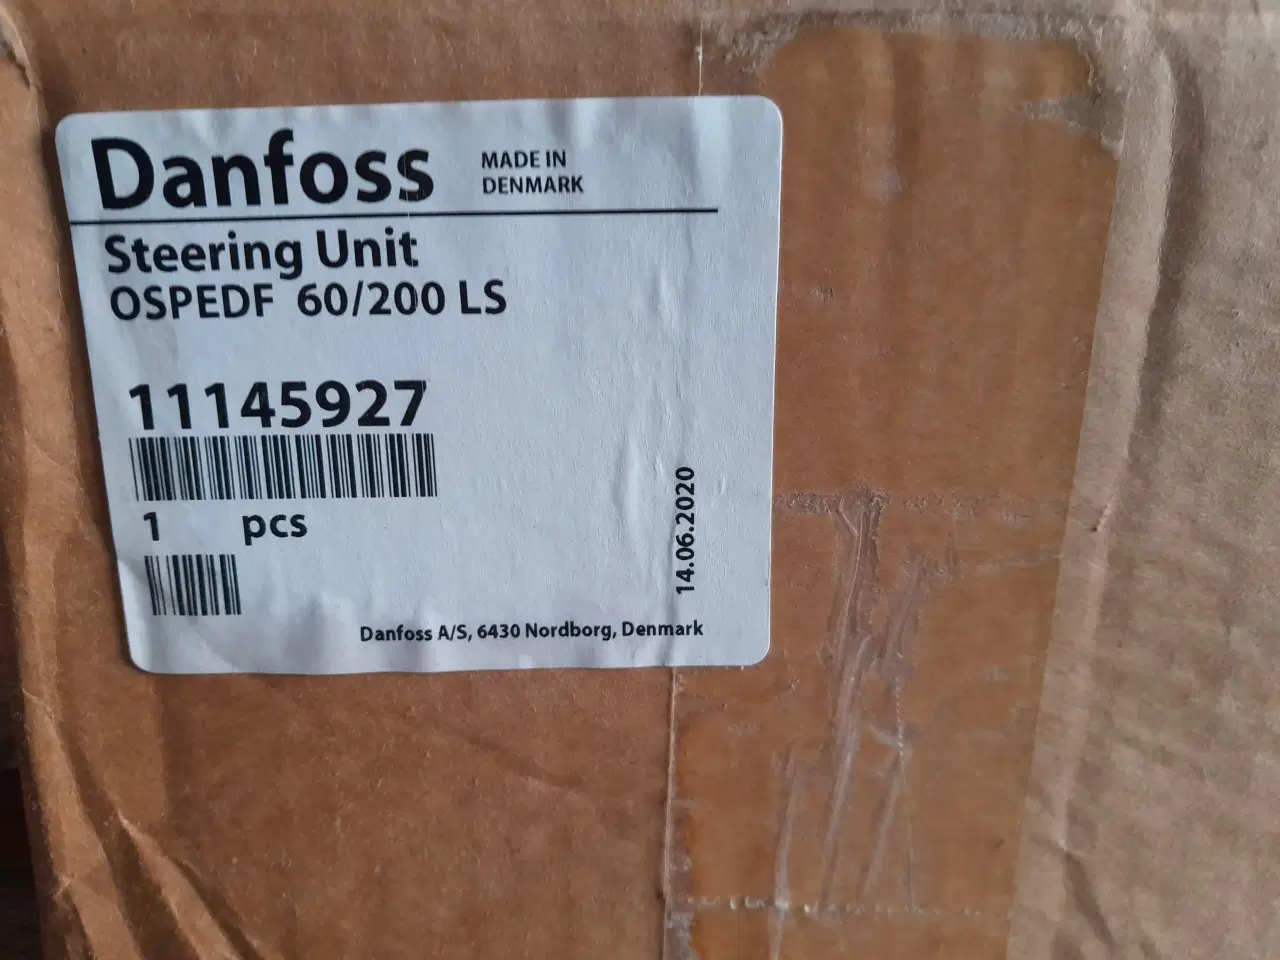 Danfoss
MADE IN
DENMARK
Steering Unit
OSPEDF 60/200 LS
11145927
1 pcs
14.06.2020
Danfoss A/S, 6430 Nordborg, Denmark